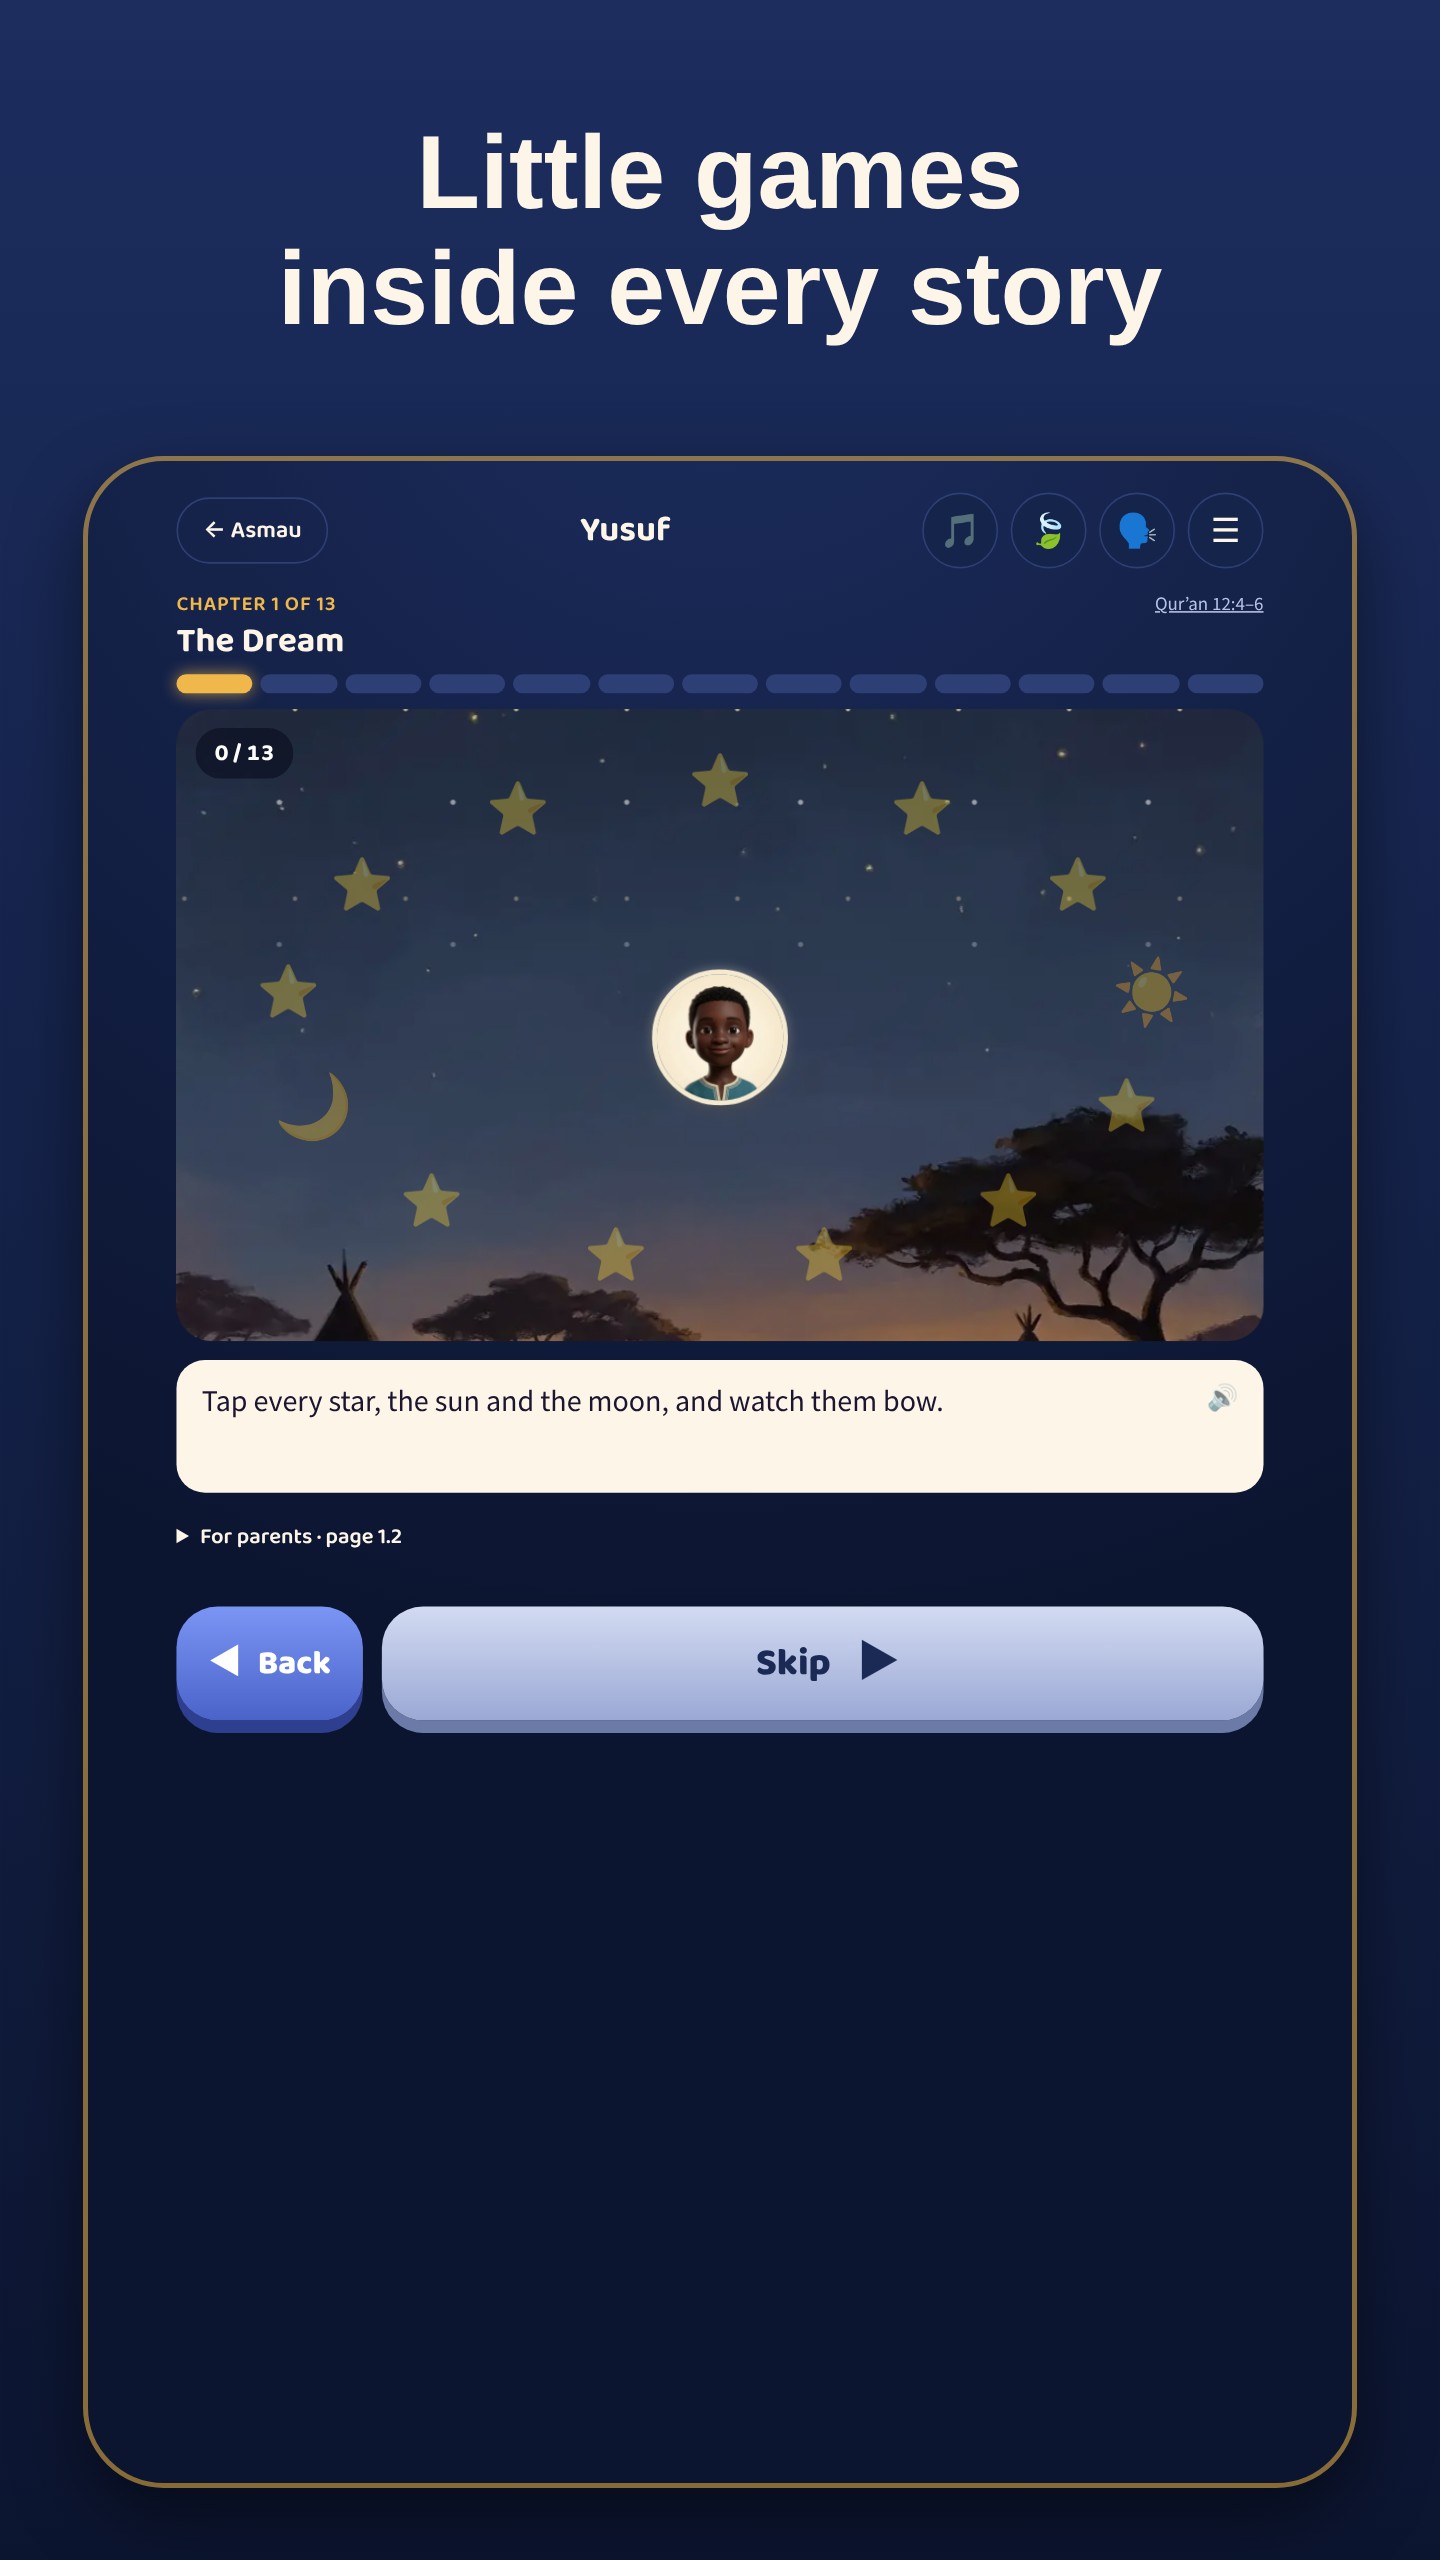 Little games
inside every story
← Asmau
Yusuf
☰
CHAPTER 1 OF 13
Qur’an 12:4–6
The Dream
0 / 13
Tap every star, the sun and the moon, and watch them bow.
▶ For parents · page 1.2
◀ Back
Skip ▶